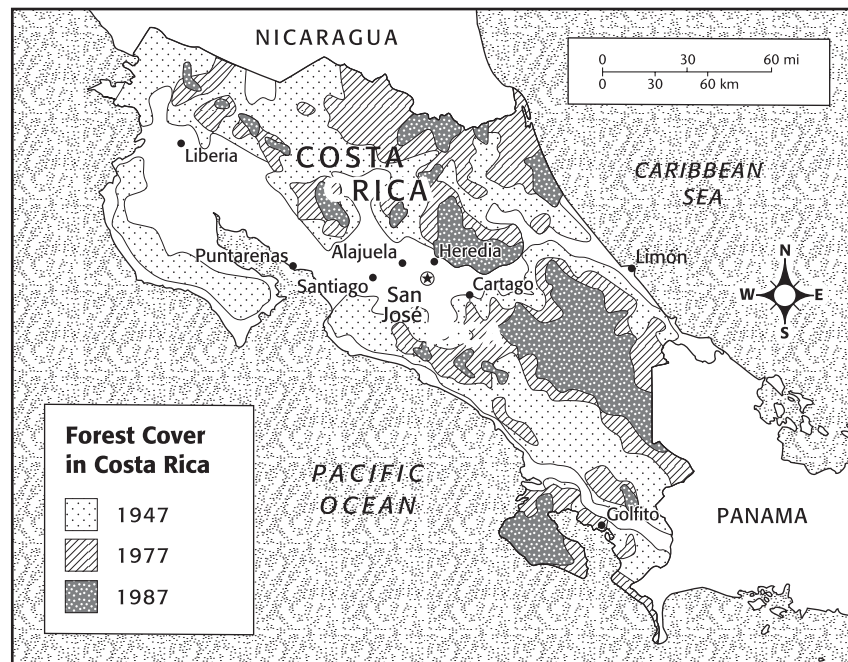 NICARAGUA
0 30 60 mi
0 30 60 km
COSTA
RICA
CARIBBEAN
SEA
Liberia
Puntarenas
Alajuela
Heredia
Limón
Santiago
San
José
Cartago
N
W E
S
Forest Cover
in Costa Rica
1947
1977
1987
PACIFIC
OCEAN
Golfito
PANAMA